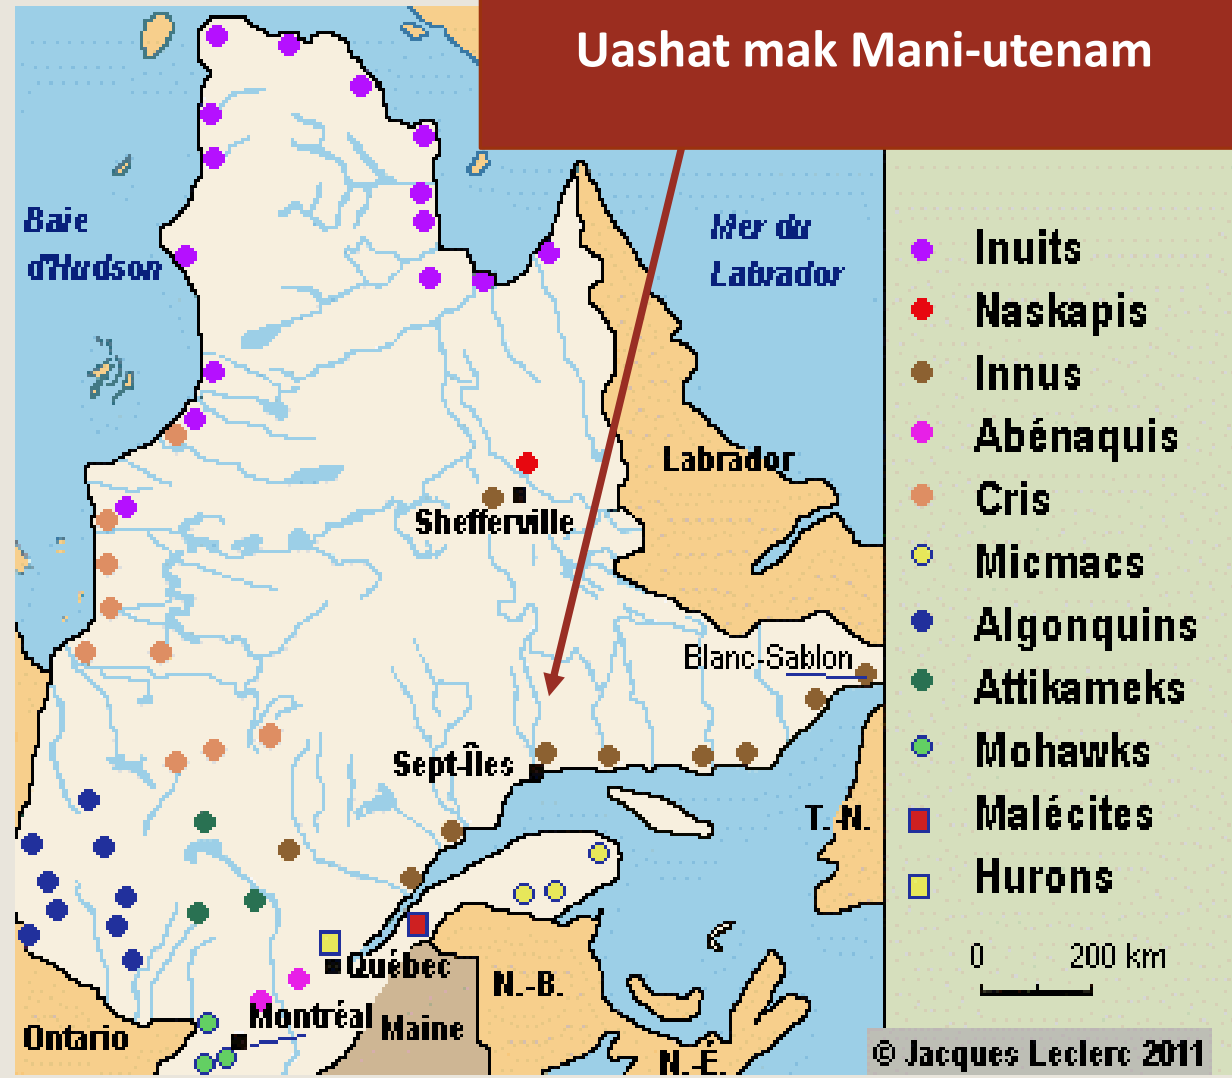 Uashat mak Mani-utenam
Baie
d'Hudson
Mer du
Labrador
Labrador
Shefferville
Blanc-Sablon
Sept-Îles
T.-N.
Québec
N.-B.
Montréal
Maine
Ontario
N.-É.
Inuits
Naskapis
Innus
Abénaquis
Cris
Micmacs
Algonquins
Attikameks
Mohawks
Malécites
Hurons
0 200 km
© Jacques Leclerc 2011